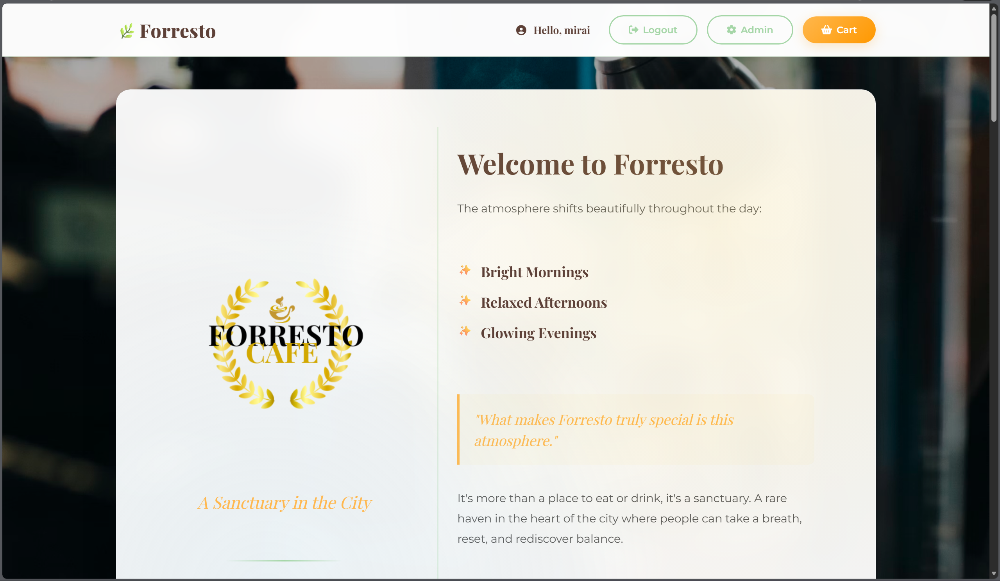 Forresto
Hello, mirai
Logout
Admin
Cart
Welcome to Forresto
The atmosphere shifts beautifully throughout the day:
Bright Mornings
Relaxed Afternoons
Glowing Evenings
FORRESTO
CAFE
"What makes Forresto truly special is this
atmosphere."
A Sanctuary in the City
It's more than a place to eat or drink, it's a sanctuary. A rare
haven in the heart of the city where people can take a breath,
reset, and rediscover balance.